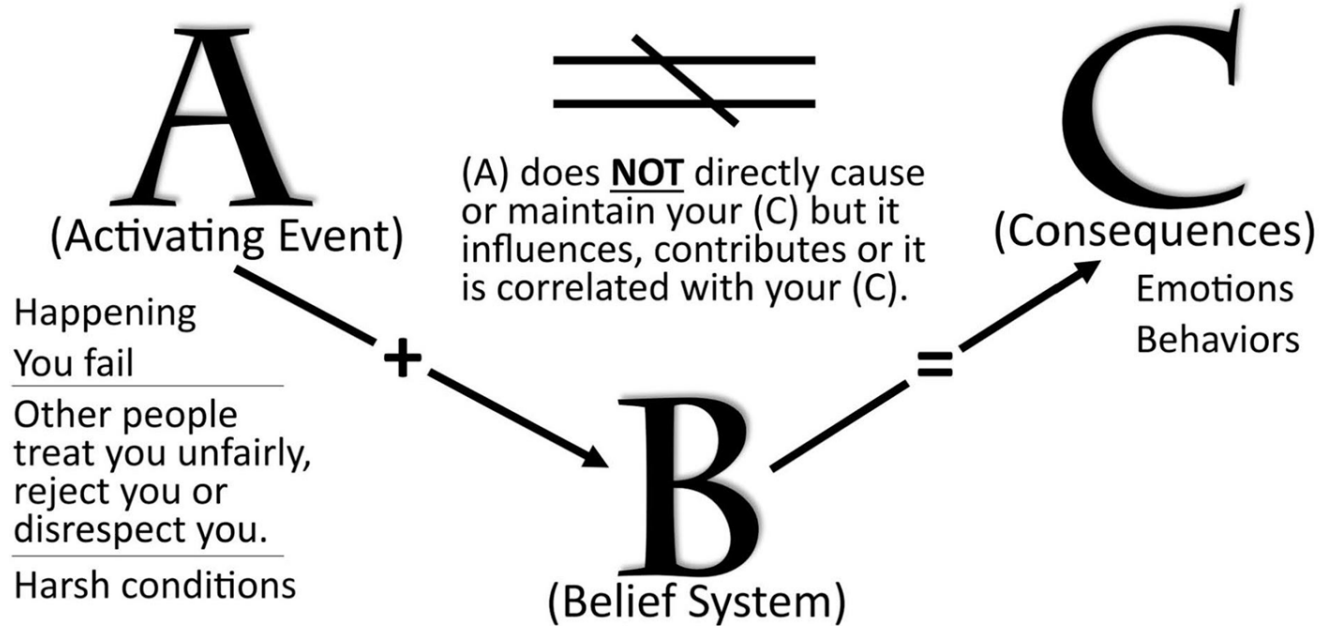 A
(Activating Event)
Happening
You fail
Other people
treat you unfairly,
reject you or
disrespect you.
Harsh conditions
≠
(A) does NOT directly cause
or maintain your (C) but it
influences, contributes or it
is correlated with your (C).
+
B
(Belief System)
=
C
(Consequences)
Emotions
Behaviors